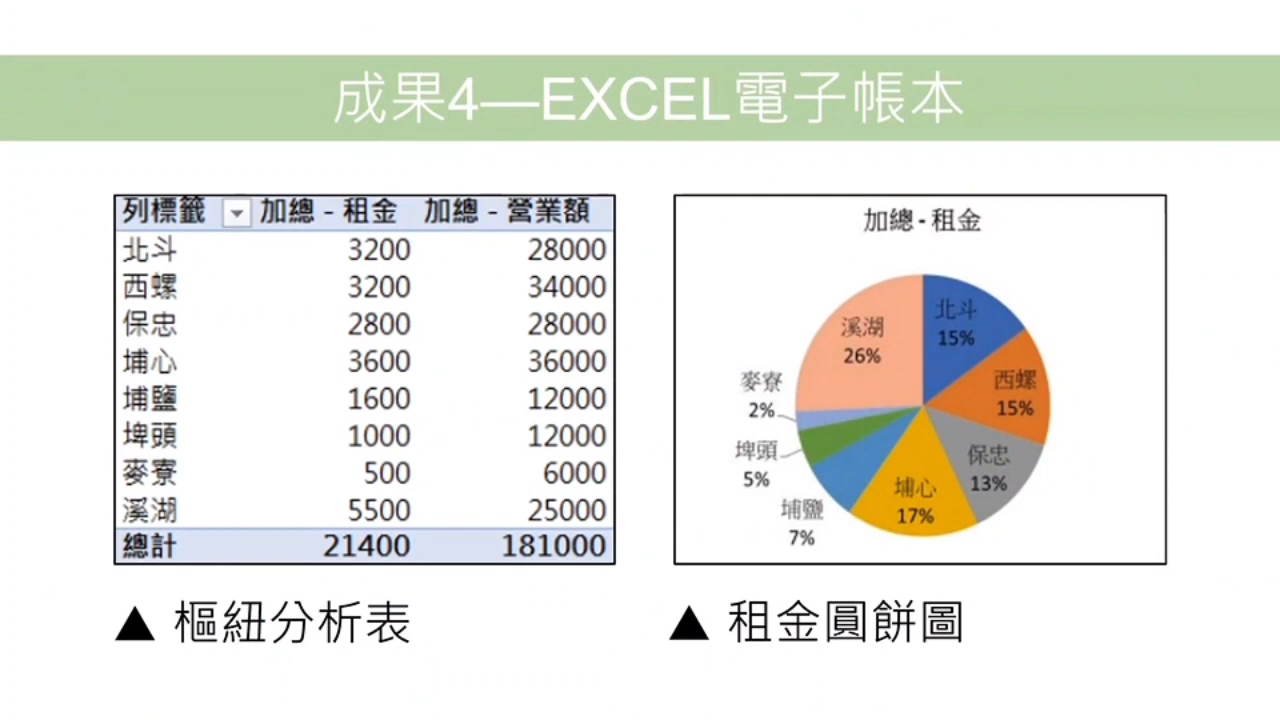 成果4—EXCEL電子帳本
列標籤 加總 - 租金 加總 - 營業額
北斗 3200 28000
西螺 3200 34000
保忠 2800 28000
埔心 3600 36000
埔鹽 1600 12000
埤頭 1000 12000
麥寮 500 6000
溪湖 5500 25000
總計 21400 181000
▲ 樞紐分析表
加總 - 租金
北斗
15%
西螺
15%
保忠
13%
埔心
17%
埔鹽
7%
埤頭
5%
麥寮
2%
溪湖
26%
▲ 租金圓餅圖